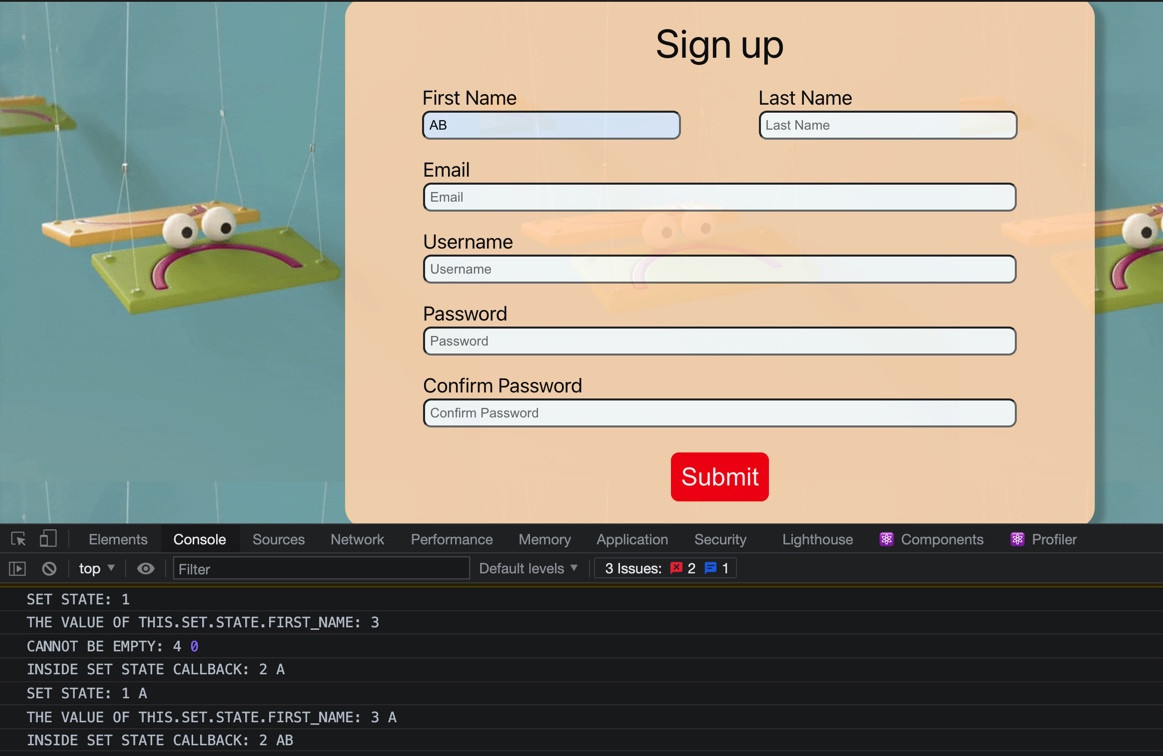 Sign up
First Name Last Name
AB Last Name
Email
Email
Username
Username
Password
Password
Confirm Password
Confirm Password
Submit
Elements Console Sources Network Performance Memory Application Security Lighthouse Components Profiler
top Filter Default levels 3 Issues: 2 1
SET STATE: 1
THE VALUE OF THIS.SET.STATE.FIRST_NAME: 3
CANNOT BE EMPTY: 4 0
INSIDE SET STATE CALLBACK: 2 A
SET STATE: 1 A
THE VALUE OF THIS.SET.STATE.FIRST_NAME: 3 A
INSIDE SET STATE CALLBACK: 2 AB